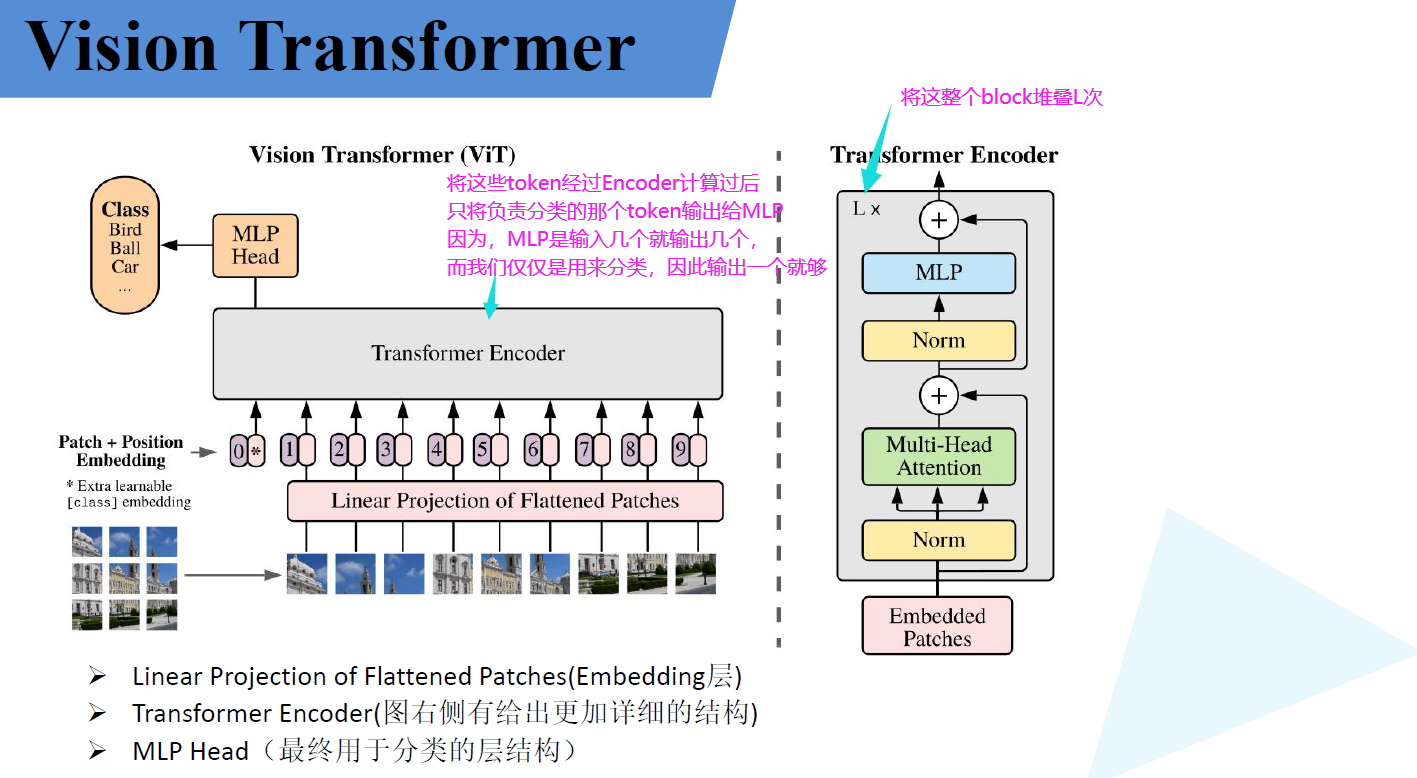 Vision Transformer
将这整个block堆叠L次
Vision Transformer (ViT)
将这些token经过Encoder计算过后
只将负责分类的那个token输出给MLP
因为，MLP是输入几个就输出几个，
而我们仅仅是用来分类，因此输出一个就够
Class
Bird
Ball
Car
...
MLP
Head
Transformer Encoder
0 * 1 2 3 4 5 6 7 8 9
Patch + Position
Embedding
* Extra learnable
[class] embedding
Linear Projection of Flattened Patches
Transformer Encoder
L x
+
MLP
Norm
+
Multi-Head
Attention
Norm
Embedded
Patches
➢ Linear Projection of Flattened Patches(Embedding层)
➢ Transformer Encoder(图右侧有给出更加详细的结构)
➢ MLP Head（最终用于分类的层结构）